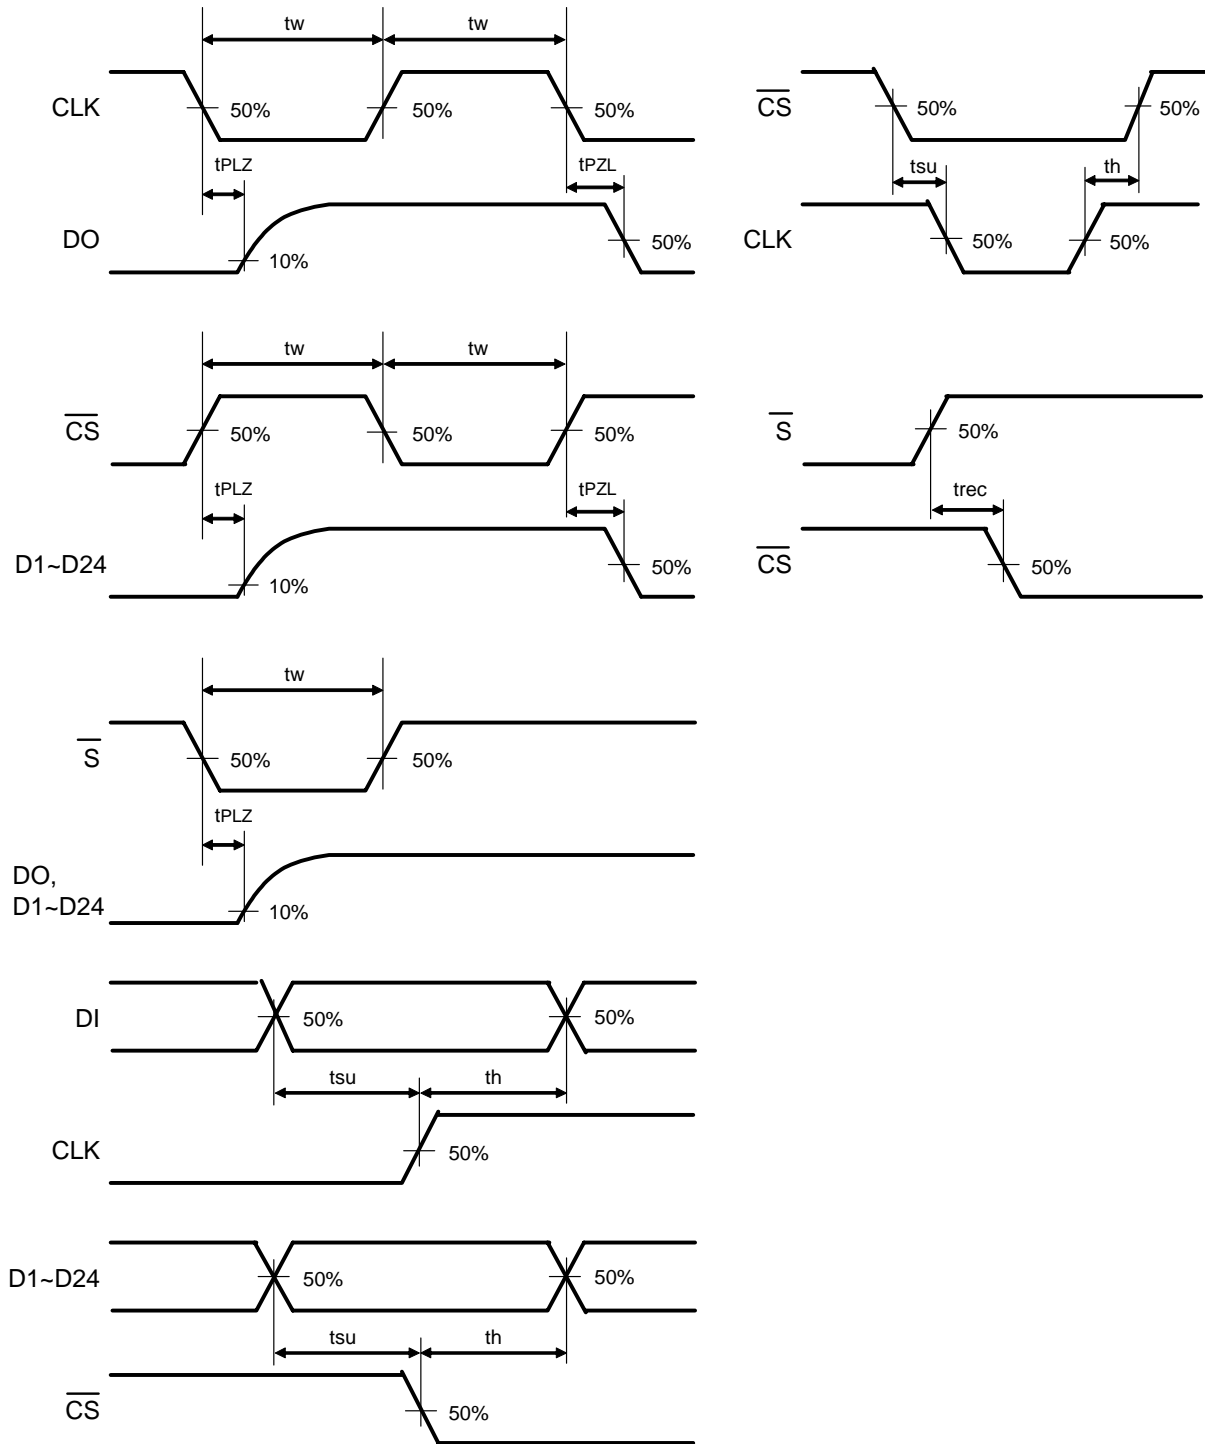 tw tw
CLK 50% 50% 50%
tPLZ tPZL
DO 10% 50%
CS 50% 50%
tsu th
CLK 50% 50%
tw tw
CS 50% 50% 50%
tPLZ tPZL
D1~D24 10% 50%
S 50%
trec
CS 50%
tw
S 50% 50%
tPLZ
DO,
D1~D24 10%
DI 50% 50%
tsu th
CLK 50%
D1~D24 50% 50%
tsu th
CS 50%